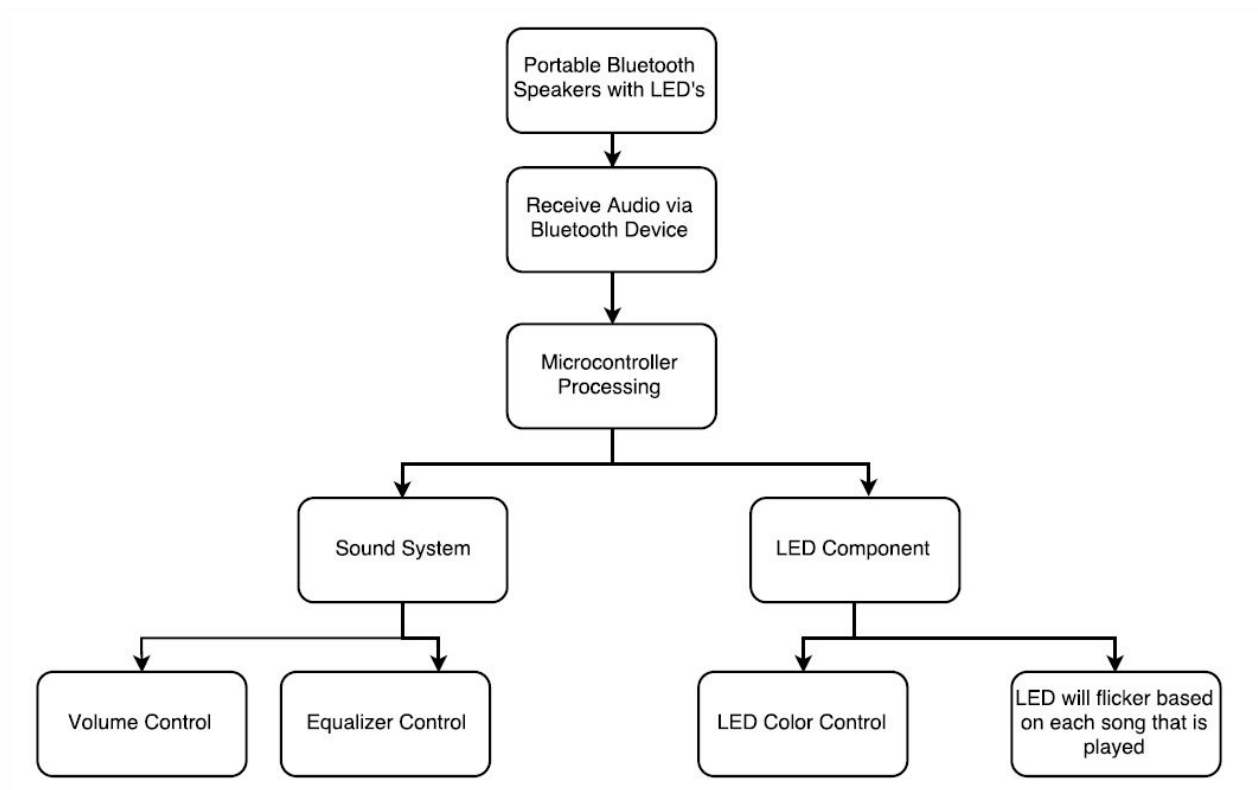 Portable Bluetooth
Speakers with LED's
Receive Audio via
Bluetooth Device
Microcontroller
Processing
Sound System
LED Component
Volume Control
Equalizer Control
LED Color Control
LED will flicker based
on each song that is
played